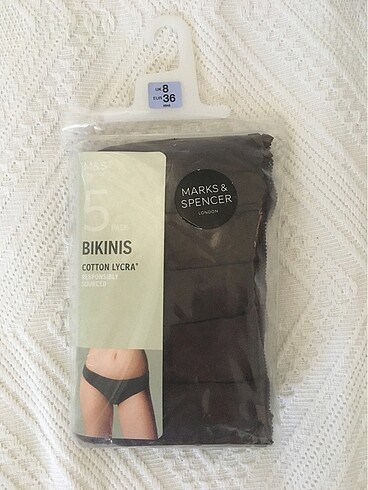 UK 8
EUR 36
M&S
5
PACK
BIKINIS
COTTON LYCRA®
RESPONSIBLY
SOURCED
MARKS &
SPENCER
LONDON